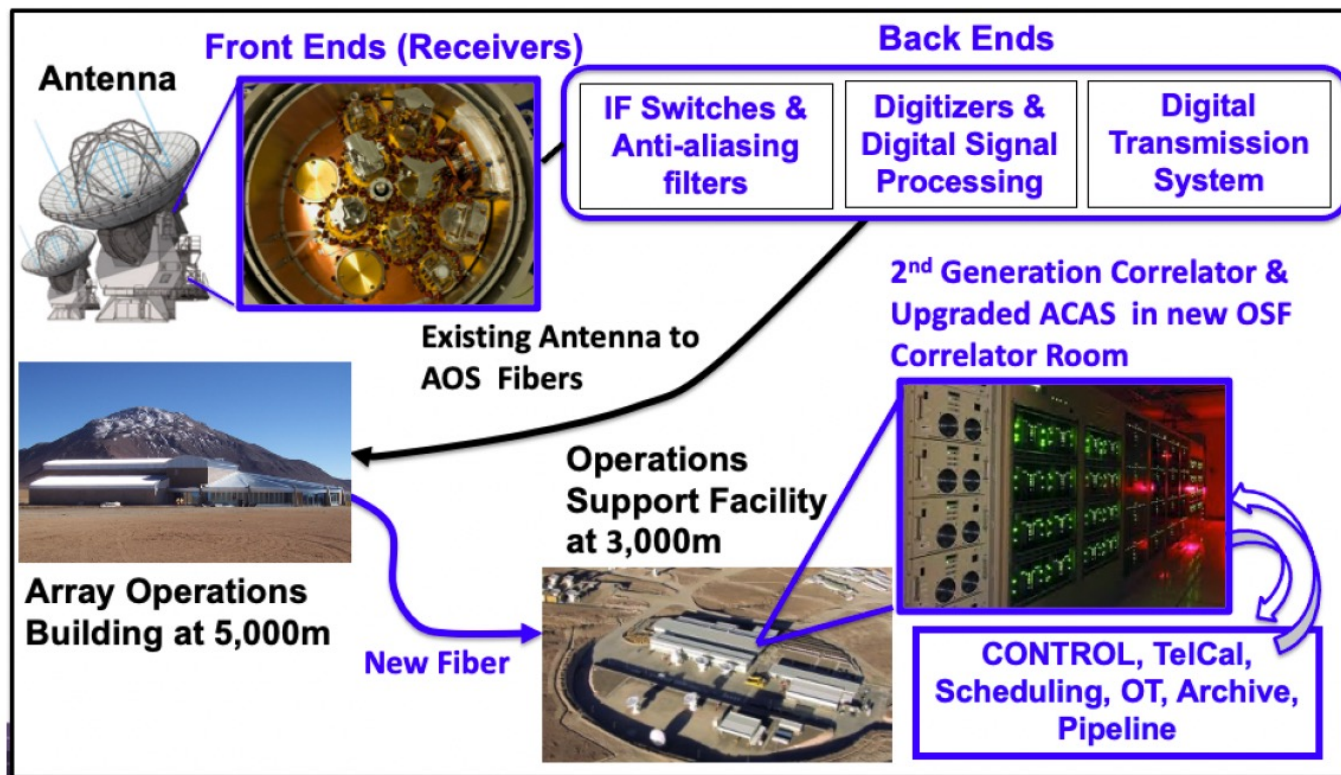 Antenna
Front Ends (Receivers)
Back Ends
IF Switches &
Anti-aliasing
filters
Digitizers &
Digital Signal
Processing
Digital
Transmission
System
Existing Antenna to
AOS Fibers
2nd Generation Correlator &
Upgraded ACAS in new OSF
Correlator Room
Array Operations
Building at 5,000m
New Fiber
Operations
Support Facility
at 3,000m
CONTROL, TelCal,
Scheduling, OT, Archive,
Pipeline